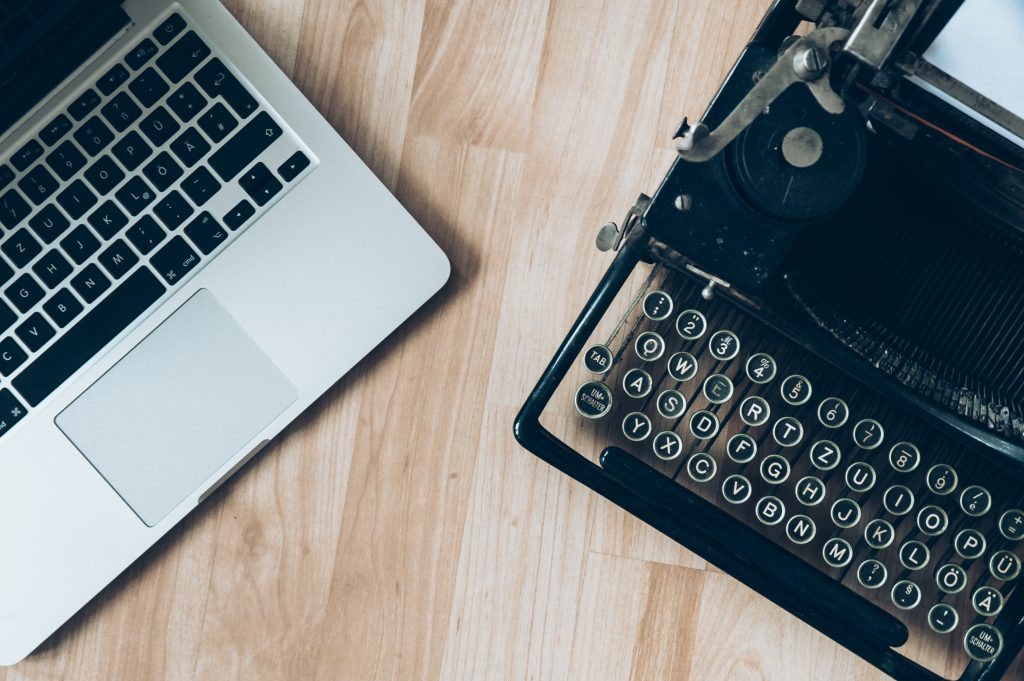 Z U I O P Ü
G H J K L Ö Ä
V B N M
C
@
⌘ cmd ⌥
⌘
2 3 4 5 6 7 8 9
TAB Q W E R T Z U I O P Ü
UM-
SCHALTER
A S D F G H J K L Ö Ä
Y X C V B N M ? § !
UM-
SCHALTER